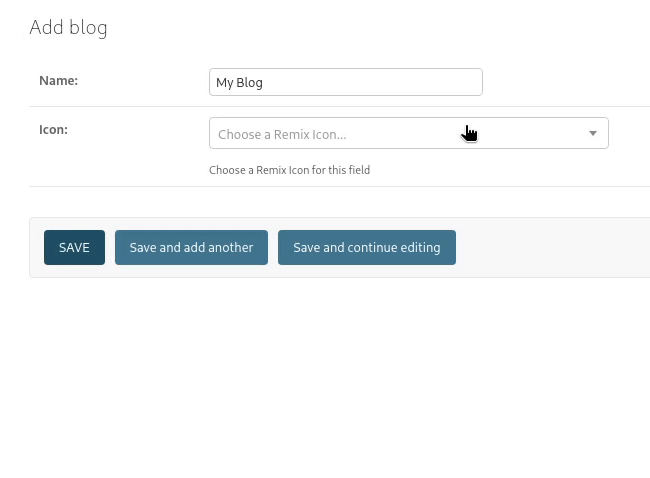 Add blog
Name:
My Blog
Icon:
Choose a Remix Icon...
Choose a Remix Icon for this field
SAVE
Save and add another
Save and continue editing